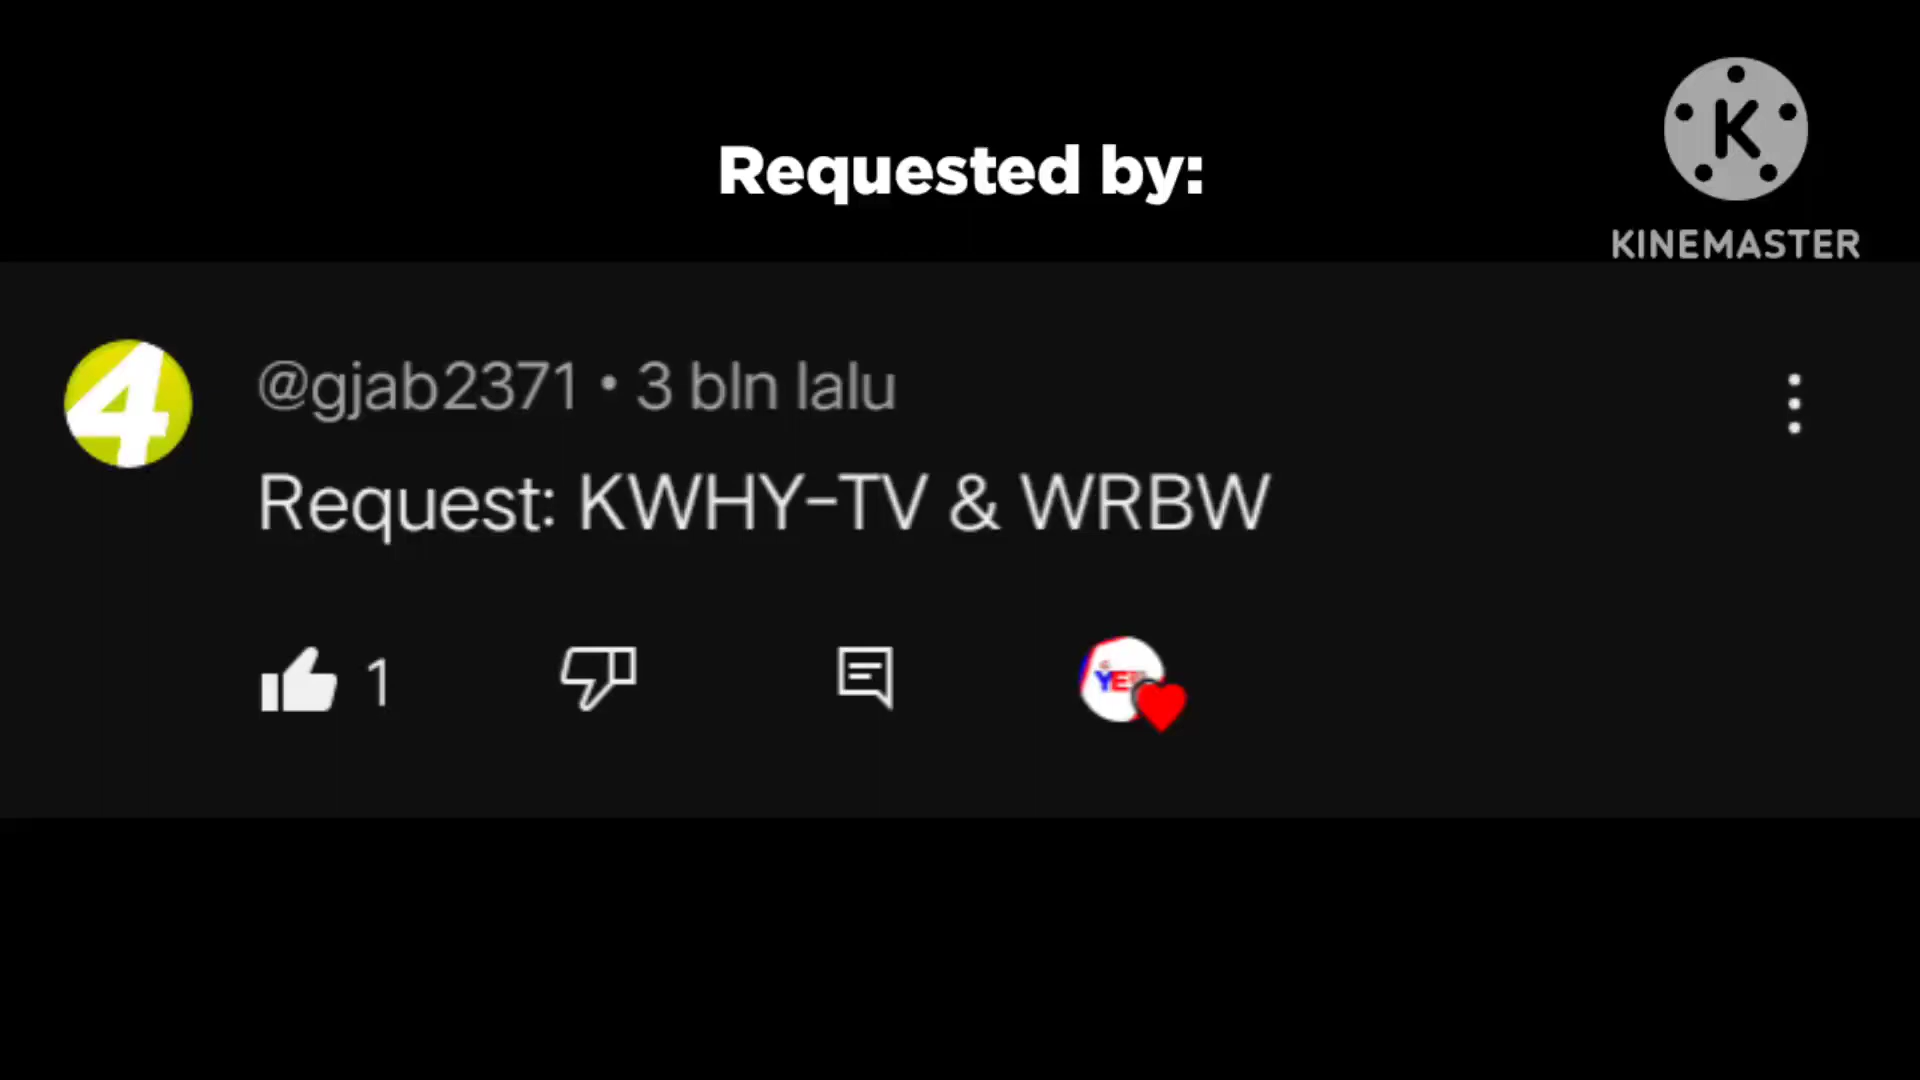 Requested by:
KINEMASTER
@gjab2371 • 3 bln lalu
Request: KWHY-TV & WRBW
1